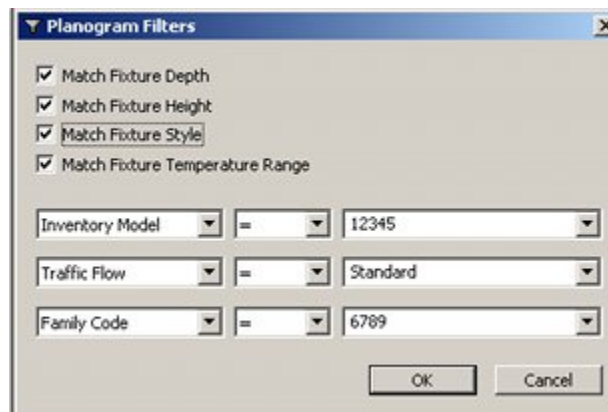 Planogram Filters
Match Fixture Depth
Match Fixture Height
Match Fixture Style
Match Fixture Temperature Range
Inventory Model = 12345
Traffic Flow = Standard
Family Code = 6789
OK Cancel